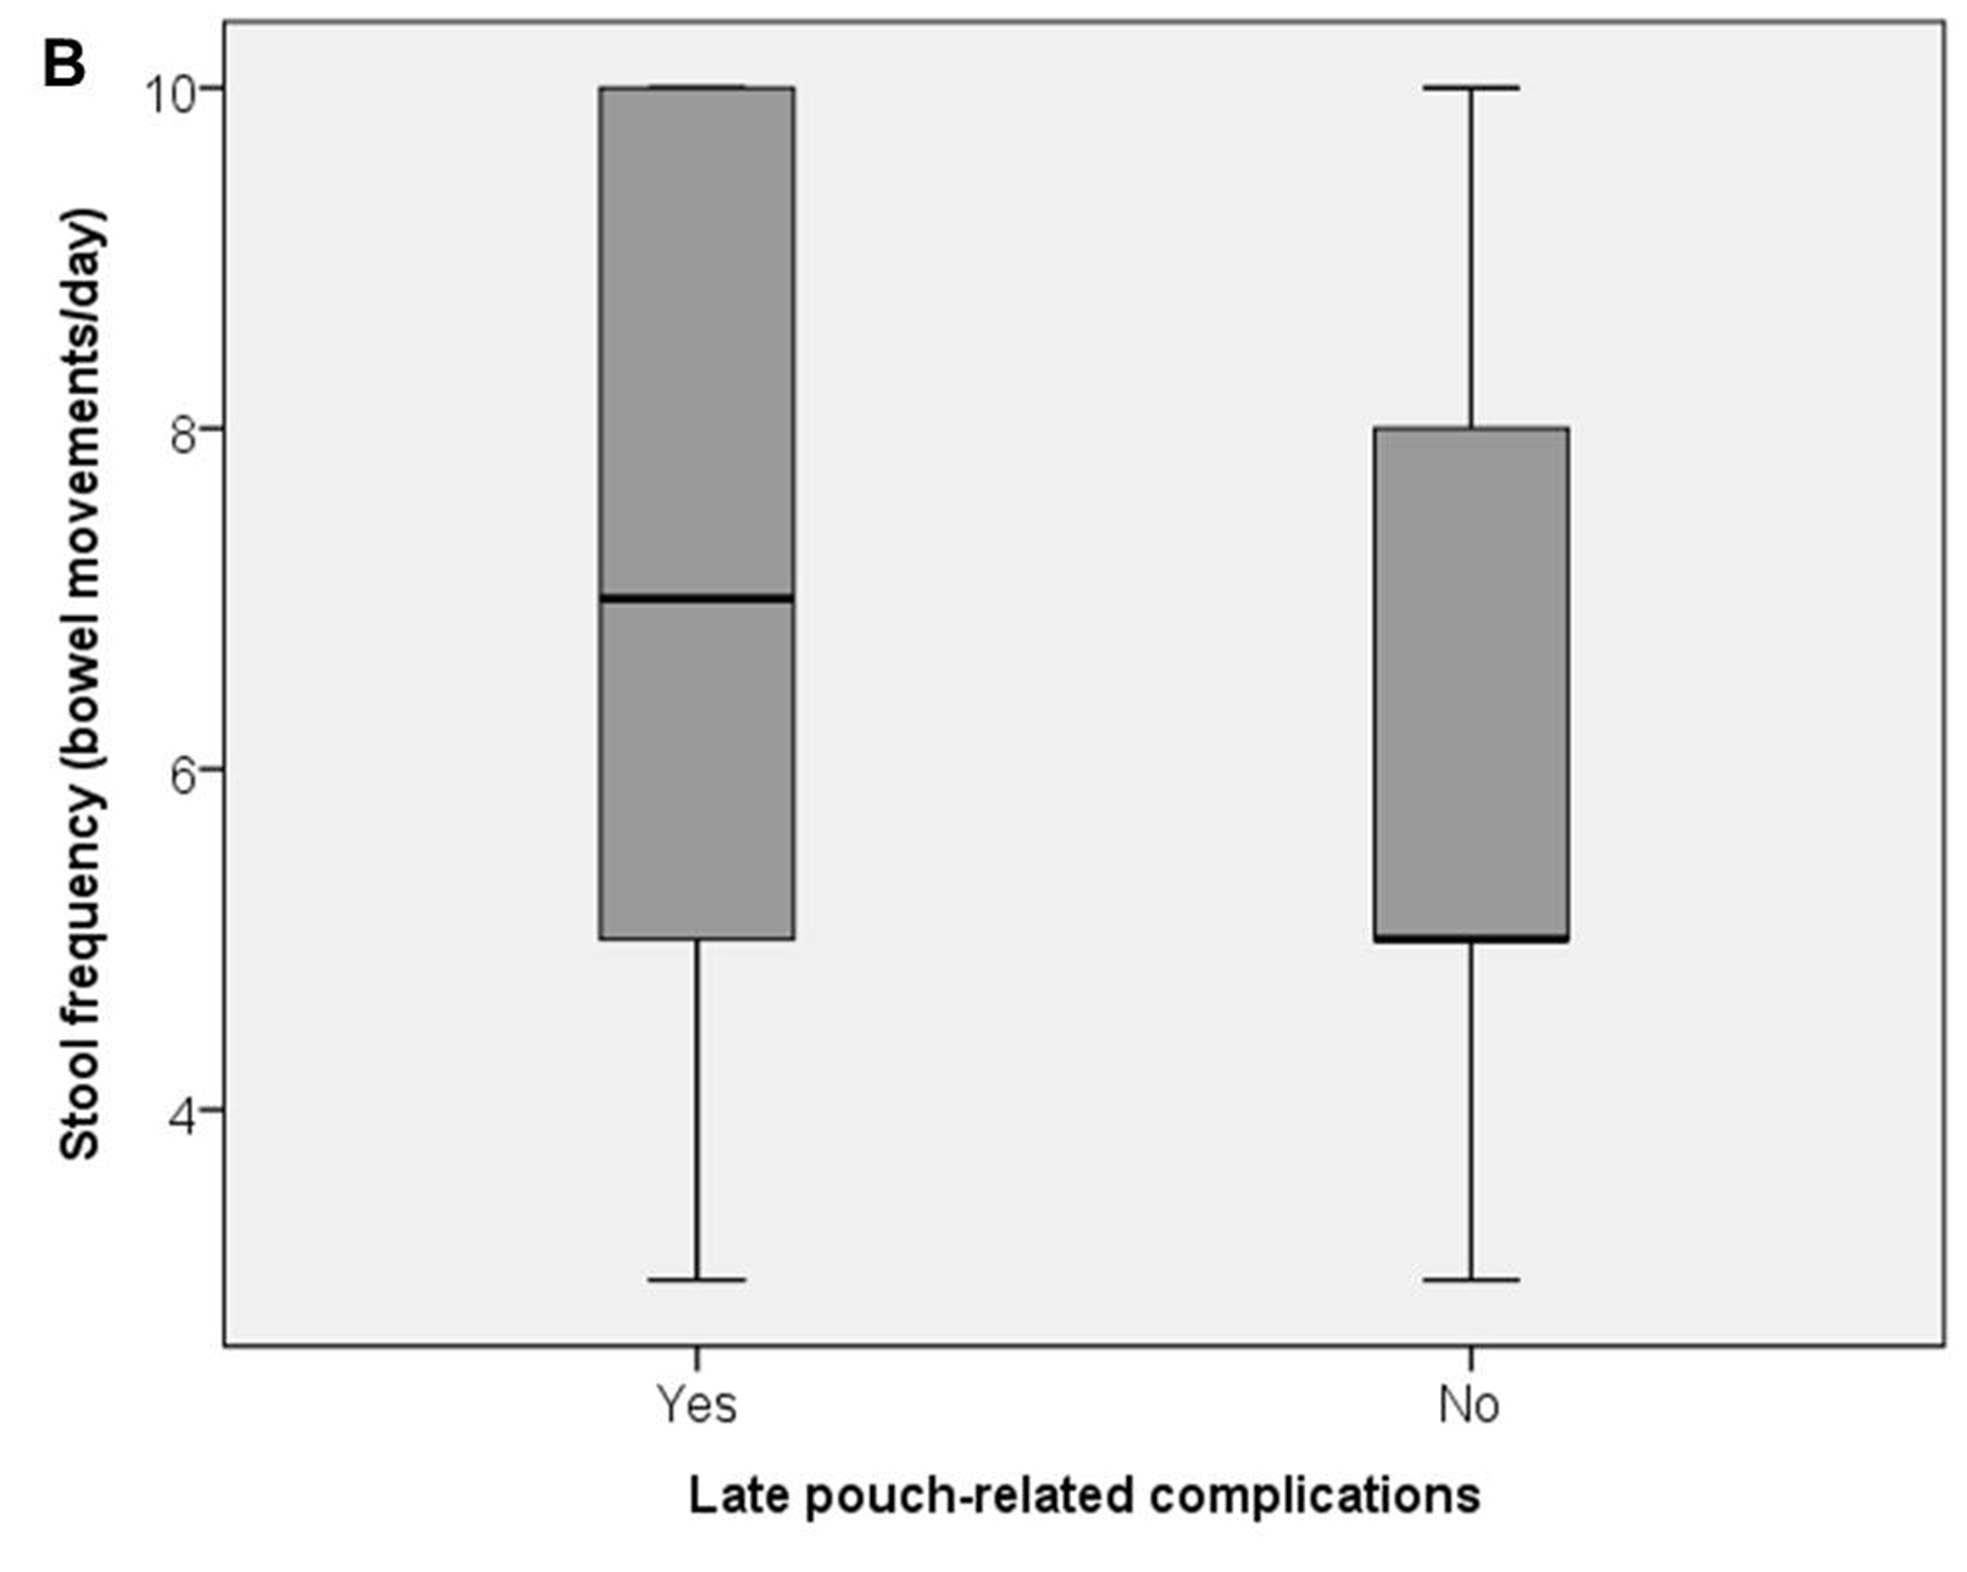 B
Stool frequency (bowel movements/day)
10
8
6
4
Yes No
Late pouch-related complications